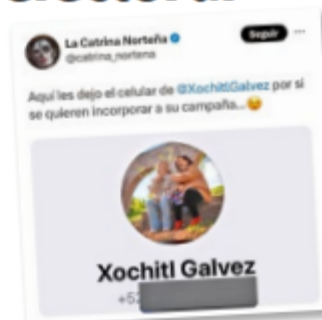 La Catrina Norteña
@catrina_nortena
Seguir
Aquí les dejo el celular de @XochitlGalvez por si
se quieren incorporar a su campaña...
Xochitl Galvez
+52